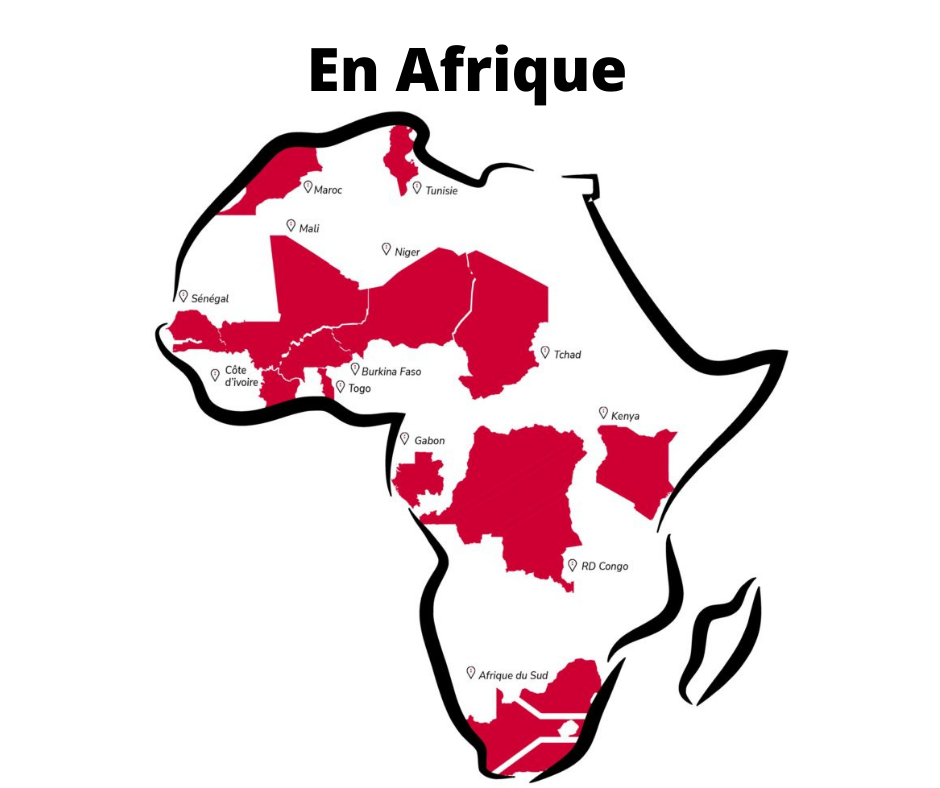 En Afrique
Maroc
Tunisie
Mali
Niger
Sénégal
Tchad
Côte
d'ivoire
Burkina Faso
Togo
Kenya
Gabon
RD Congo
Afrique du Sud